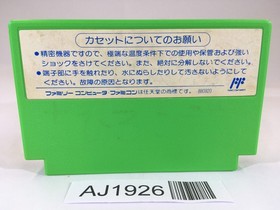 カセットについてのお願い
●精密機器ですので、極端な温度条件下での使用や保管および強い
ショックをさけてください。また、絶対に分解しないでください。
●端子部に手を触れたり、水にぬらしたりして汚さないようにして
ください。故障の原因となります。
ファミリーコンピュータ・ファミコンは任天堂の商標です。
AJ1926